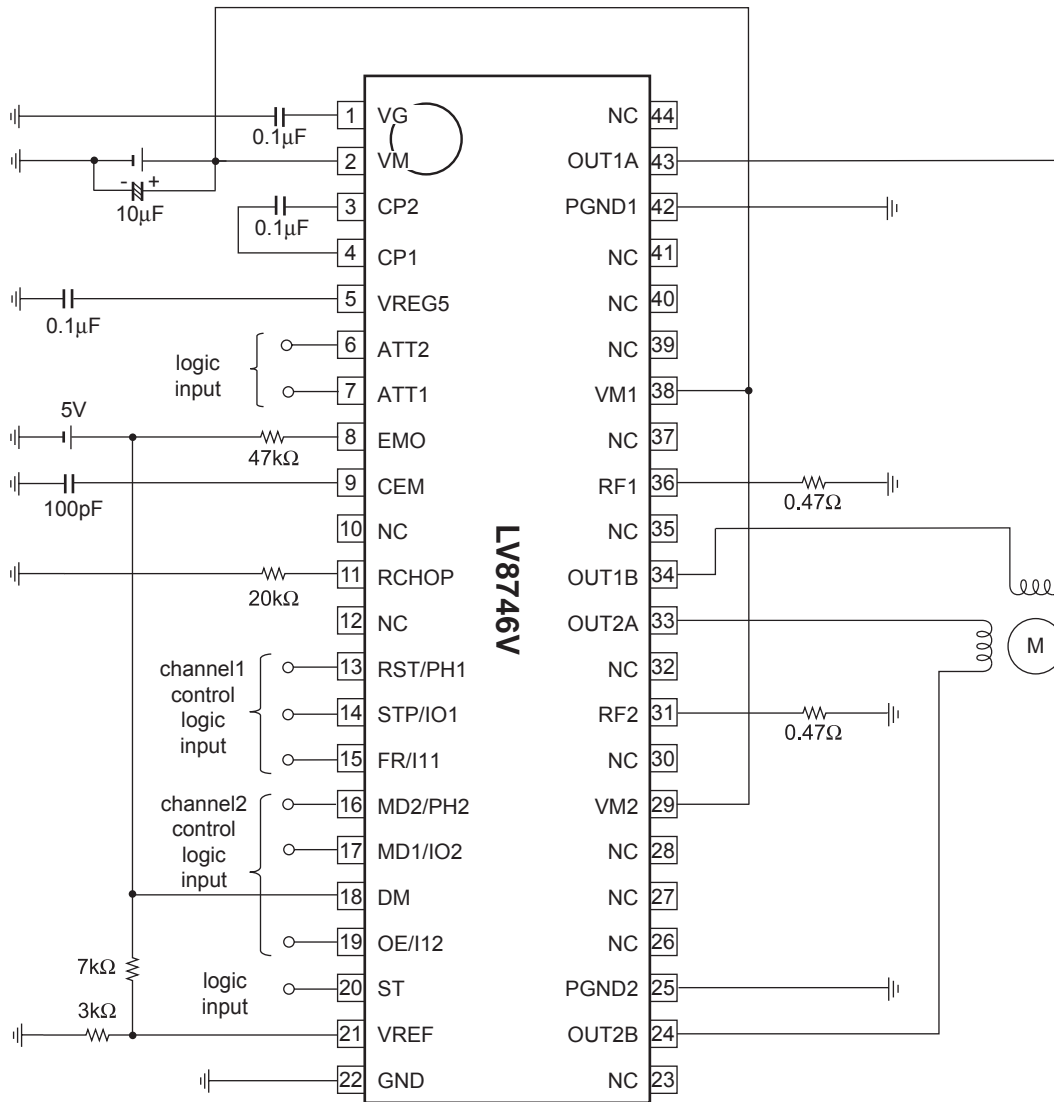 1 VG NC 44
0.1µF
2 VM OUT1A 43
- +
10µF
3 CP2 PGND1 42
0.1µF
4 CP1 NC 41
5 VREG5 NC 40
0.1µF
6 ATT2 NC 39
logic
input
7 ATT1 VM1 38
5V
8 EMO NC 37
47kΩ
9 CEM RF1 36
100pF
0.47Ω
10 NC NC 35
LV8746V
11 RCHOP OUT1B 34
20kΩ
12 NC OUT2A 33
M
channel1
control
logic
input
13 RST/PH1 NC 32
14 STP/IO1 RF2 31
0.47Ω
15 FR/I11 NC 30
channel2
control
logic
input
16 MD2/PH2 VM2 29
17 MD1/IO2 NC 28
18 DM NC 27
19 OE/I12 NC 26
7kΩ
logic
input
20 ST PGND2 25
3kΩ
21 VREF OUT2B 24
22 GND NC 23